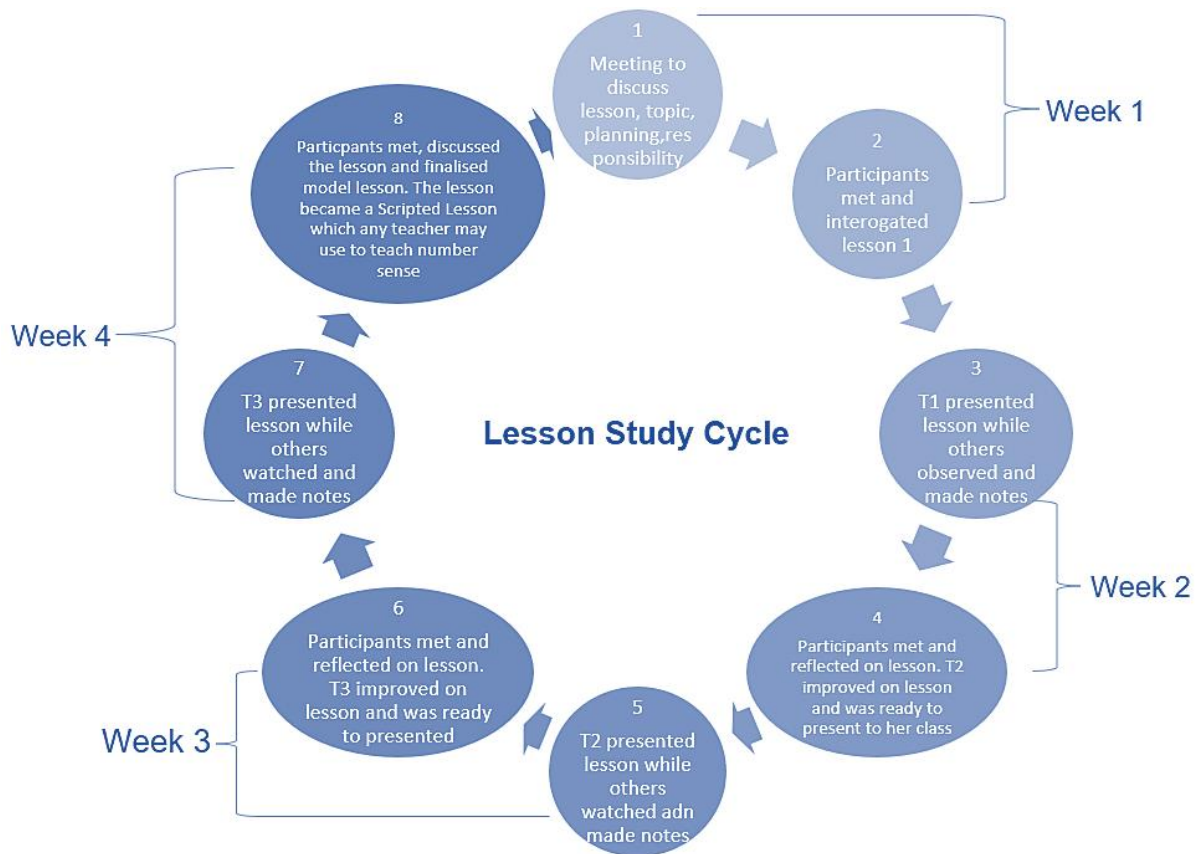 1
Meeting to
discuss
lesson, topic,
planning,res
ponsibility
Week 1
2
Participants
met and
interogated
lesson 1
3
T1 presented
lesson while
others
observed and
made notes
Week 2
4
Participants met and
reflected on lesson. T2
improved on lesson
and was ready to
present to her class
5
T2 presented
lesson while
others
watched adn
made notes
Week 3
6
Participants met and
reflected on lesson.
T3 improved on
lesson and was ready
to presented
7
T3 presented
lesson while
others
watched and
made notes
Week 4
8
Particpants met, discussed
the lesson and finalised
model lesson. The lesson
became a Scripted Lesson
which any teacher may
use to teach number
sense
Lesson Study Cycle